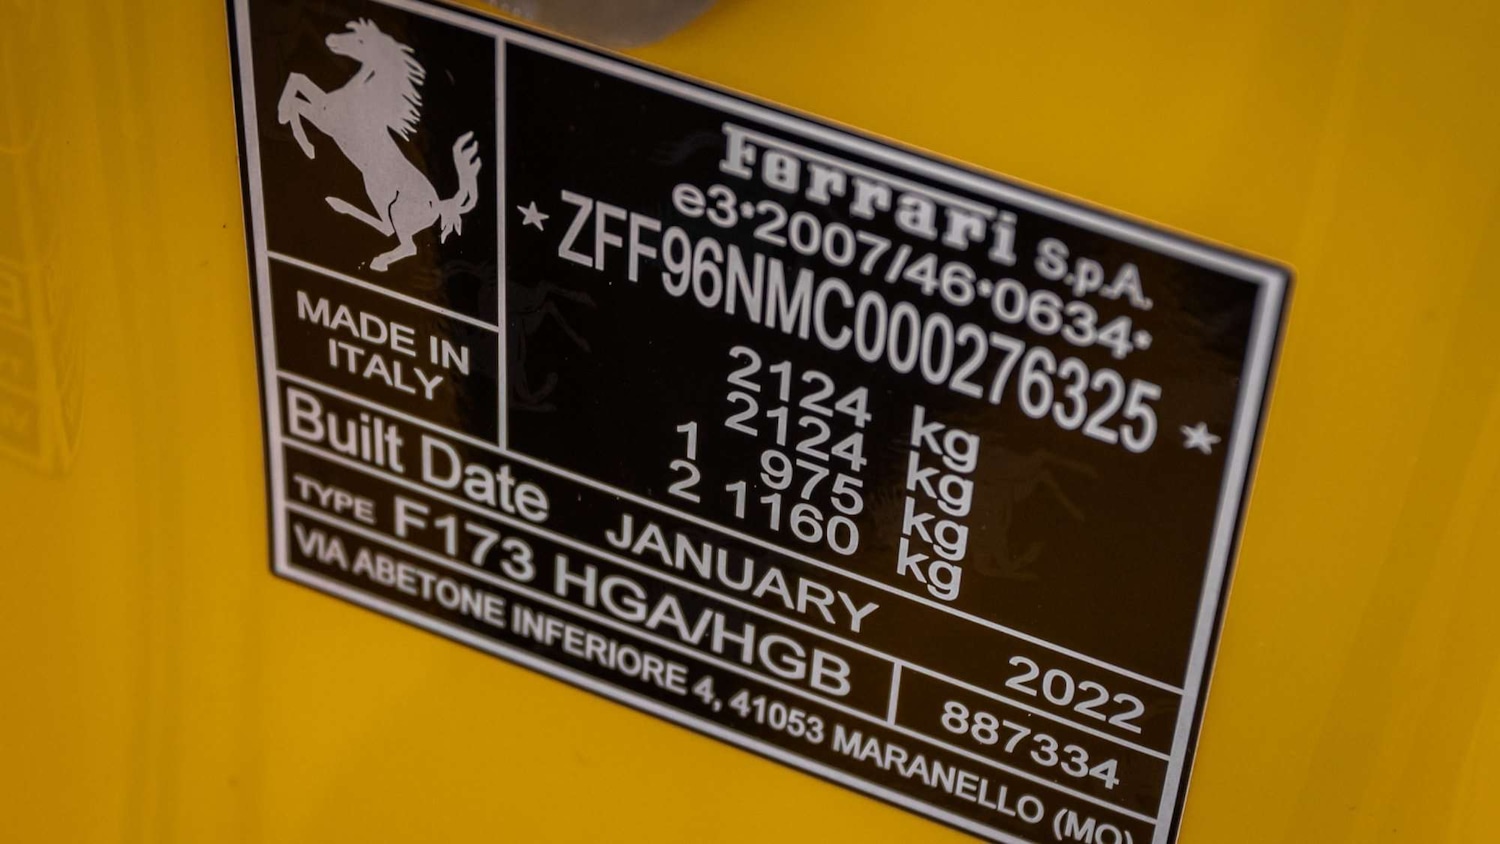 Ferrari S.p.A.
e3*2007/46*0634*
★ ZFF96NMC000276325 ★
2124 kg
2124 kg
1 975 kg
2 1160 kg
MADE IN
ITALY
Built Date JANUARY 2022
TYPE F173 HGA/HGB 887334
VIA ABETONE INFERIORE 4, 41053 MARANELLO (MO)